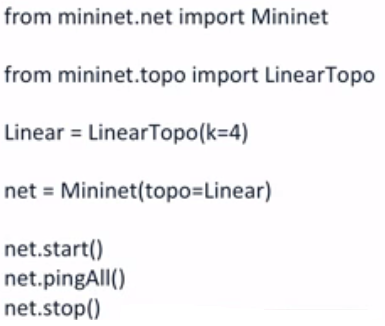 from mininet.net import Mininet
from mininet.topo import LinearTopo
Linear = LinearTopo(k=4)
net = Mininet(topo=Linear)
net.start()
net.pingAll()
net.stop()